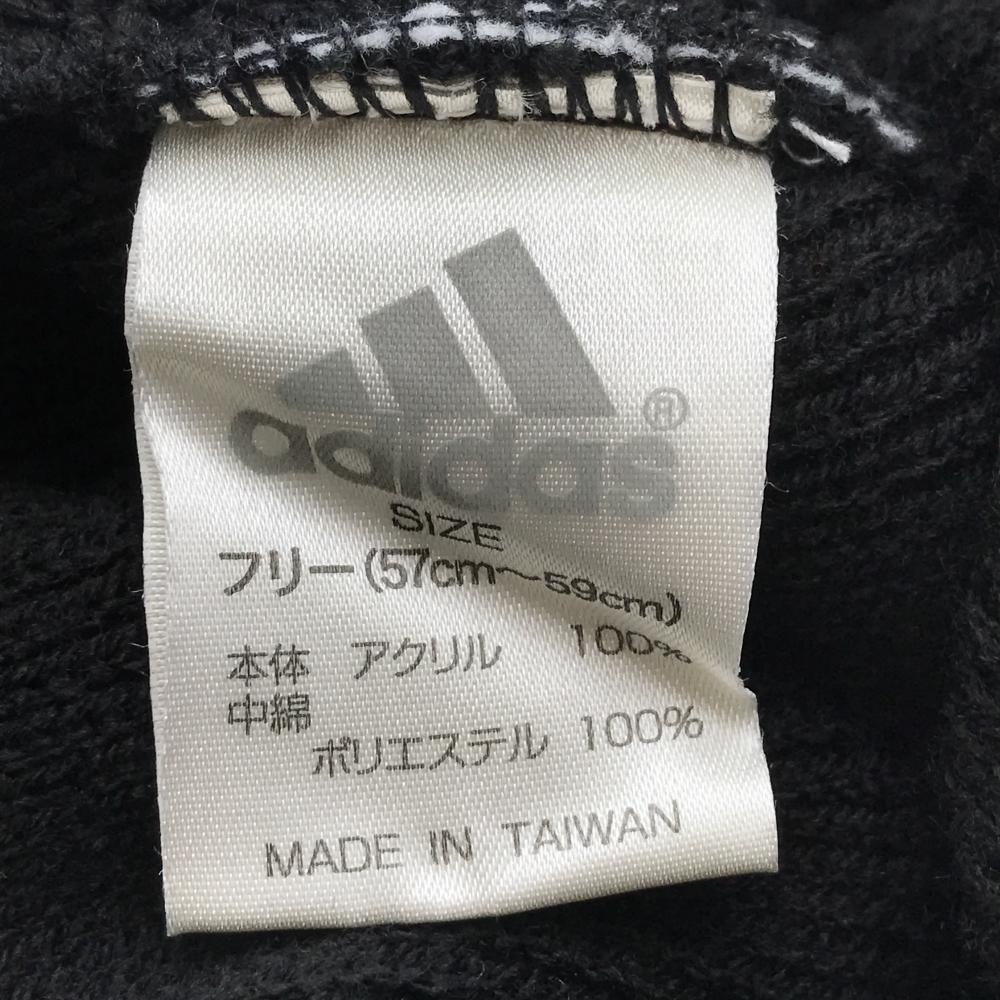 adidas®
SIZE
フリー(57cm～59cm)
本体 アクリル 100%
中綿
ポリエステル 100%
MADE IN TAIWAN